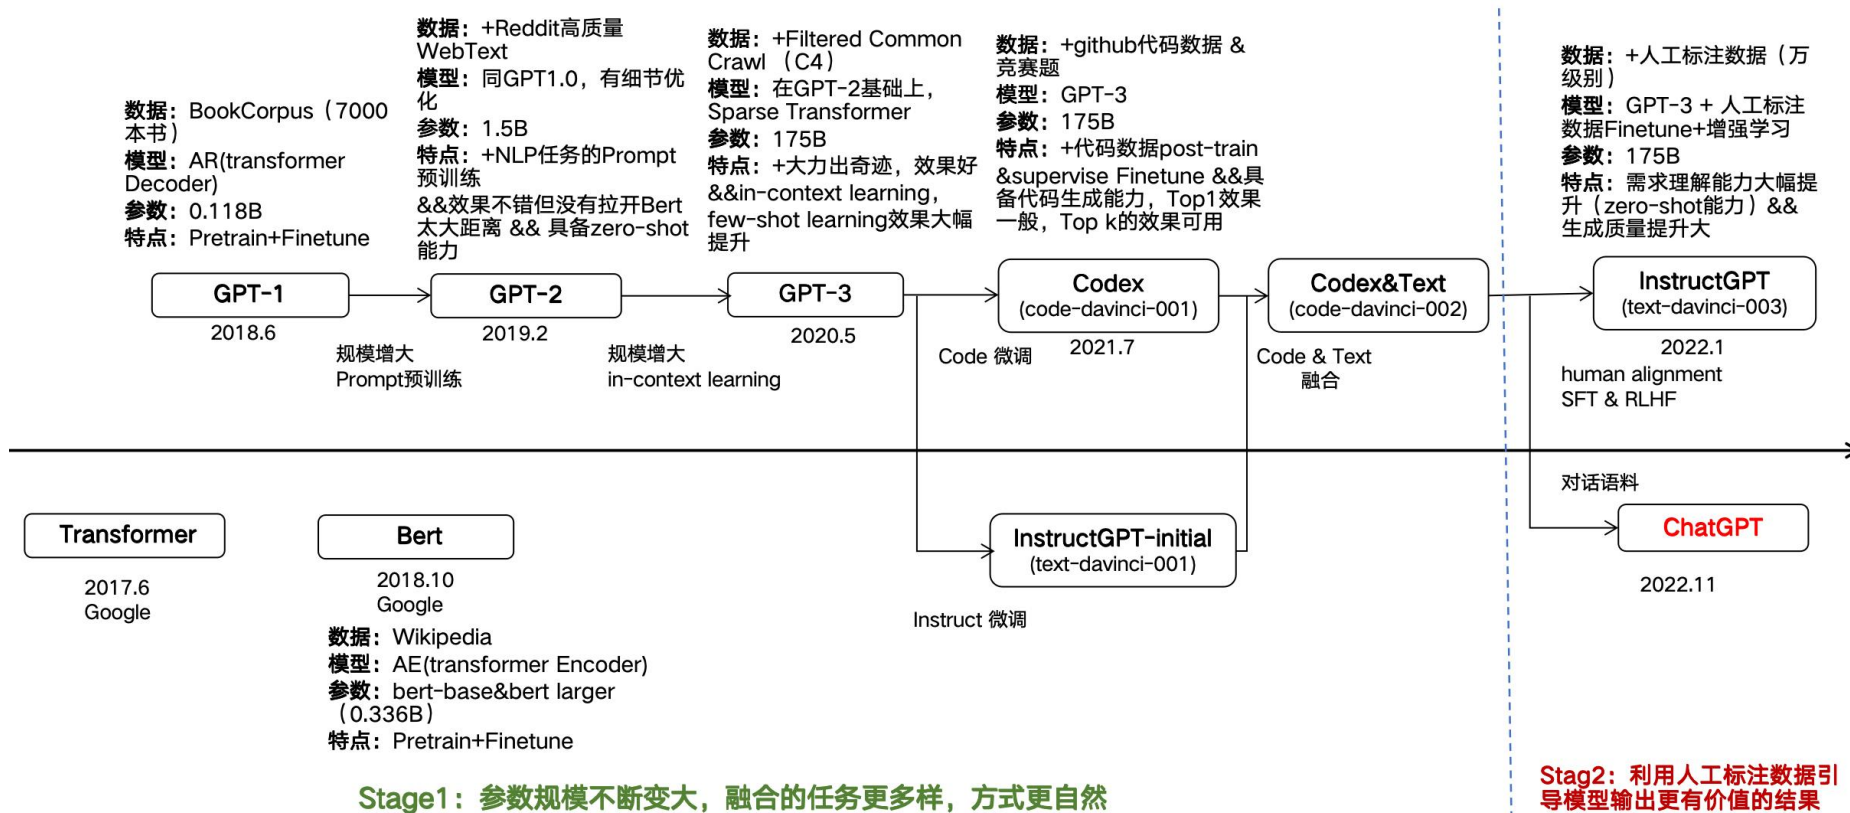 数据：BookCorpus（7000
本书）
模型：AR(transformer
Decoder)
参数：0.118B
特点：Pretrain+Finetune
GPT-1
2018.6
规模增大
Prompt预训练
数据：+Reddit高质量
WebText
模型：同GPT1.0，有细节优
化
参数：1.5B
特点：+NLP任务的Prompt
预训练
&&效果不错但没有拉开Bert
太大距离 && 具备zero-shot
能力
GPT-2
2019.2
规模增大
in-context learning
数据：+Filtered Common
Crawl （C4）
模型：在GPT-2基础上，
Sparse Transformer
参数：175B
特点：+大力出奇迹，效果好
&&in-context learning，
few-shot learning效果大幅
提升
GPT-3
2020.5
Code 微调
数据：+github代码数据 &
竞赛题
模型：GPT-3
参数：175B
特点：+代码数据post-train
&supervise Finetune &&具
备代码生成能力，Top1效果
一般，Top k的效果可用
Codex
(code-davinci-001)
2021.7
Code & Text
融合
Codex&Text
(code-davinci-002)
数据：+人工标注数据（万
级别）
模型：GPT-3 + 人工标注
数据Finetune+增强学习
参数：175B
特点：需求理解能力大幅提
升（zero-shot能力）&&
生成质量提升大
InstructGPT
(text-davinci-003)
2022.1
human alignment
SFT & RLHF
Transformer
2017.6
Google
Bert
2018.10
Google
数据：Wikipedia
模型：AE(transformer Encoder)
参数：bert-base&bert larger
（0.336B）
特点：Pretrain+Finetune
InstructGPT-initial
(text-davinci-001)
Instruct 微调
对话语料
ChatGPT
2022.11
Stage1：参数规模不断变大，融合的任务更多样，方式更自然
Stag2：利用人工标注数据引
导模型输出更有价值的结果